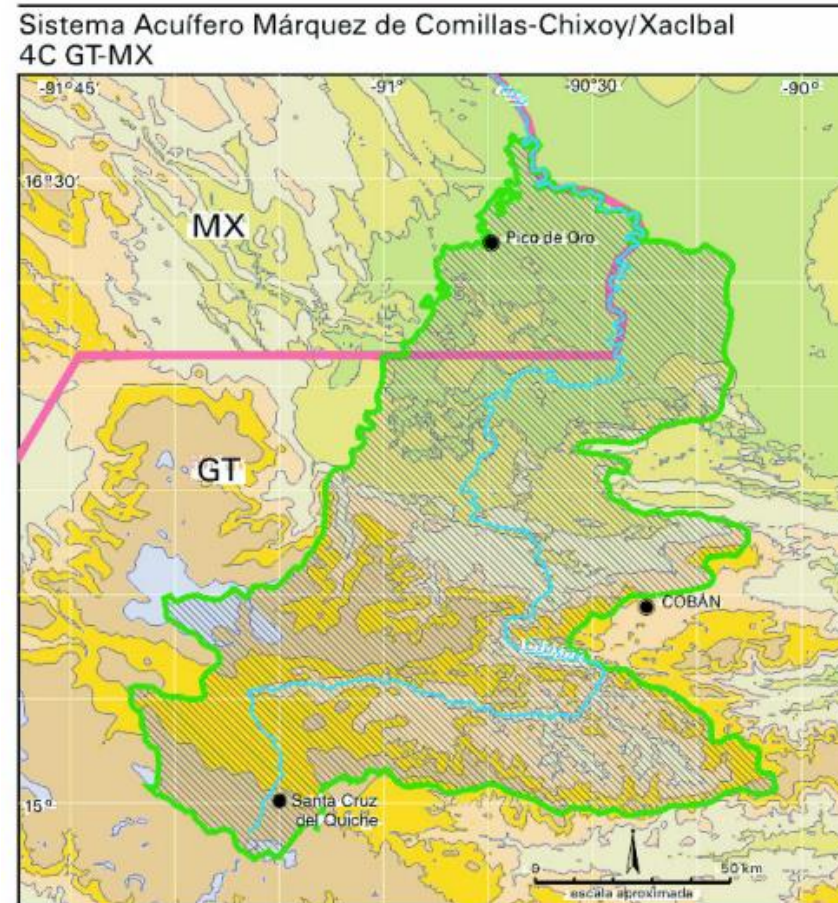 Sistema Acuífero Márquez de Comillas-Chixoy/Xaclbal
4C GT-MX
-91°45'
-91°
-90°30'
-90°
16°30'
MX
Pico de Oro
GT
COBÁN
Santa Cruz
del Quiche
15°
50 km
escala aproximada